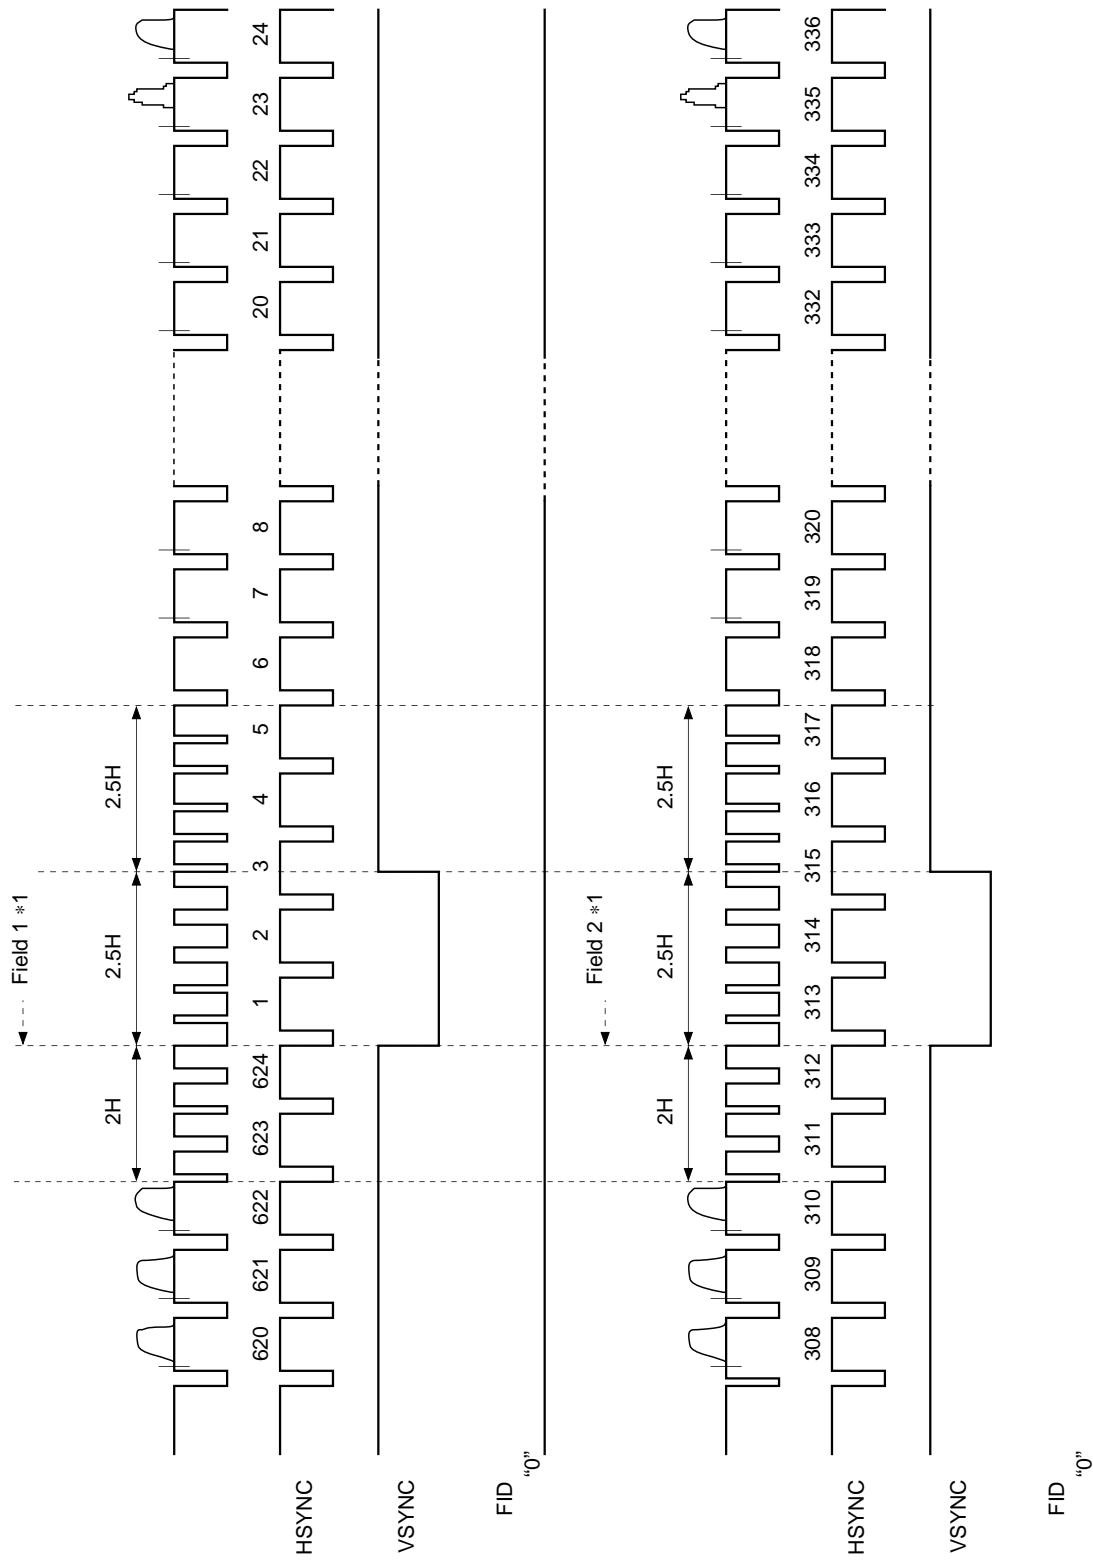 Field 1 *1
2H
2.5H
2.5H
620 621 622 623 624 1 2 3 4 5 6 7 8 20 21 22 23 24
HSYNC
VSYNC
FID
“0”
Field 2 *1
2H
2.5H
2.5H
308 309 310 311 312 313 314 315 316 317 318 319 320 332 333 334 335 336
HSYNC
VSYNC
FID
“0”